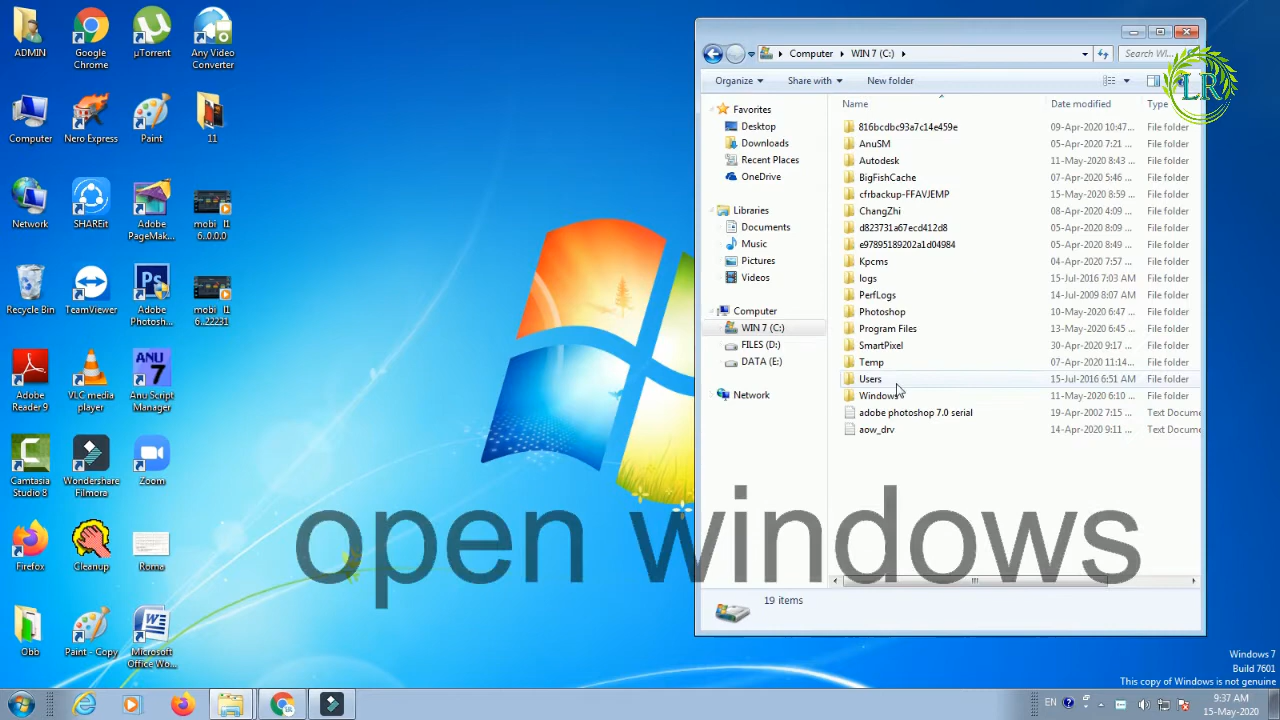 ADMIN
Google
Chrome
µTorrent
Any Video
Converter
Computer
Nero Express
Paint
11
Network
SHAREit
Adobe
PageMak...
mobi_l1
6..0.0.0
Recycle Bin
TeamViewer
Adobe
Photosh...
mobi_l1
6..22231
Adobe
Reader 9
VLC media
player
ANU
7
Anu Script
Manager
Camtasia
Studio 8
Wondershare
Filmora
Zoom
Firefox
Cleanup
Roma
Obb
Paint - Copy
Microsoft
Office Wo...
Computer
WIN 7 (C:)
Search WI...
LR
Organize
Share with
New folder
Name
Date modified
Type
Favorites
Desktop
Downloads
Recent Places
OneDrive
Libraries
Documents
Music
Pictures
Videos
Computer
WIN 7 (C:)
FILES (D:)
DATA (E:)
Network
816bcdbc93a7c14e459e 09-Apr-2020 10:47... File folder
AnuSM 05-Apr-2020 7:21 ... File folder
Autodesk 11-May-2020 8:43 ... File folder
BigFishCache 07-Apr-2020 5:46 ... File folder
cfrbackup-FFAVJEMP 15-May-2020 8:59 ... File folder
ChangZhi 08-Apr-2020 4:09 ... File folder
d823731a67ecd412d8 05-Apr-2020 8:09 ... File folder
e97895189202a1d04984 05-Apr-2020 8:49 ... File folder
Kpcms 04-Apr-2020 7:57 ... File folder
logs 15-Jul-2016 7:03 AM File folder
PerfLogs 14-Jul-2009 8:07 AM File folder
Photoshop 10-May-2020 6:47 ... File folder
Program Files 13-May-2020 6:45 ... File folder
SmartPixel 30-Apr-2020 9:17 ... File folder
Temp 07-Apr-2020 11:14... File folder
Users 15-Jul-2016 6:51 AM File folder
Windows 11-May-2020 6:10 ... File folder
adobe photoshop 7.0 serial 19-Apr-2002 7:15 ... Text Docume
aow_drv 14-Apr-2020 9:11 ... Text Docume
open windows
19 items
Windows 7
Build 7601
This copy of Windows is not genuine
EN
9:37 AM
15-May-2020